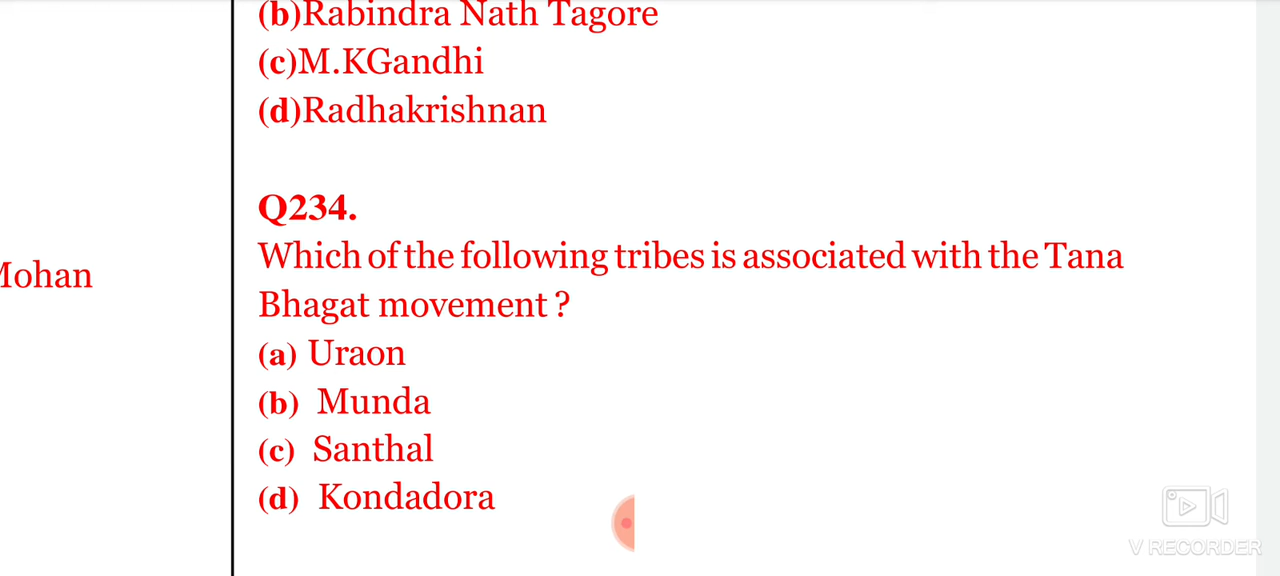 (b)Rabindra Nath Tagore
(c)M.KGandhi
(d)Radhakrishnan
Q234.
Which of the following tribes is associated with the Tana
Bhagat movement ?
(a) Uraon
(b) Munda
(c) Santhal
(d) Kondadora
Mohan
V RECORDER